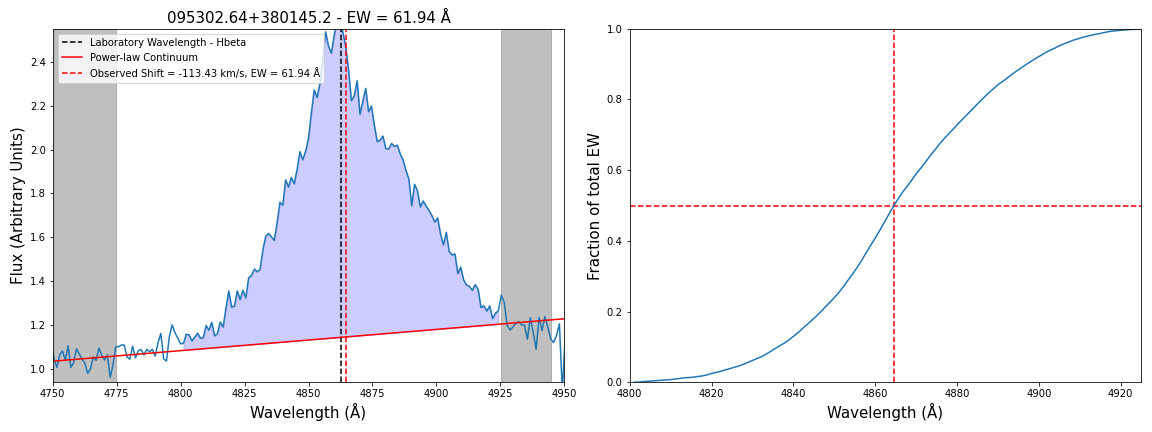 095302.64+380145.2 - EW = 61.94 Å
Laboratory Wavelength - Hbeta
Power-law Continuum
Observed Shift = -113.43 km/s, EW = 61.94 Å
Flux (Arbitrary Units)
2.4
2.2
2.0
1.8
1.6
1.4
1.2
1.0
4750 4775 4800 4825 4850 4875 4900 4925 4950
Wavelength (Å)
Fraction of total EW
1.0
0.8
0.6
0.4
0.2
0.0
4800 4820 4840 4860 4880 4900 4920
Wavelength (Å)